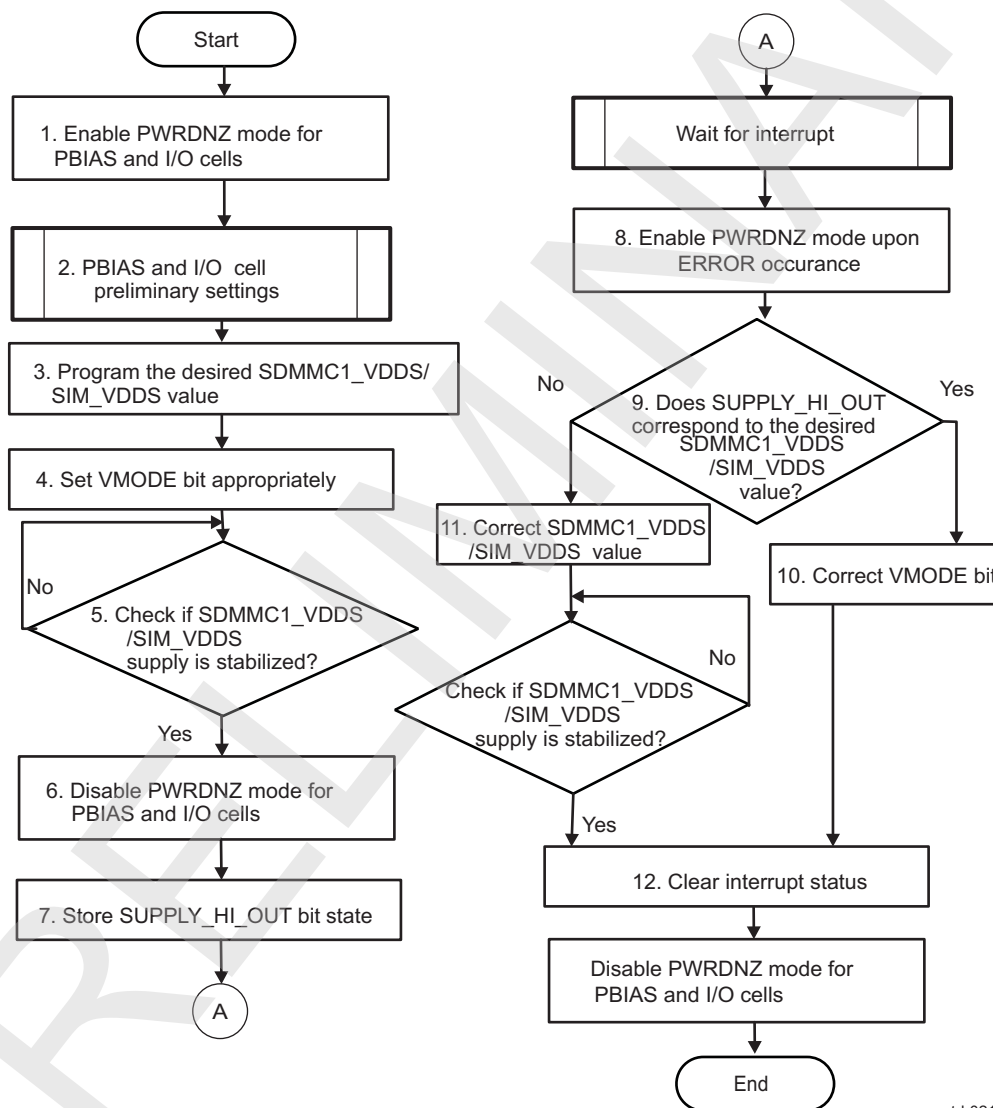 Start
1. Enable PWRDNZ mode for
PBIAS and I/O cells
2. PBIAS and I/O cell
preliminary settings
3. Program the desired SDMMC1_VDDS/
SIM_VDDS value
4. Set VMODE bit appropriately
No
5. Check if SDMMC1_VDDS
/SIM_VDDS
supply is stabilized?
Yes
6. Disable PWRDNZ mode for
PBIAS and I/O cells
7. Store SUPPLY_HI_OUT bit state
A
A
Wait for interrupt
8. Enable PWRDNZ mode upon
ERROR occurance
No
Yes
9. Does SUPPLY_HI_OUT
correspond to the desired
SDMMC1_VDDS
/SIM_VDDS
value?
11. Correct SDMMC1_VDDS
/SIM_VDDS value
10. Correct VMODE bit
No
Check if SDMMC1_VDDS
/SIM_VDDS
supply is stabilized?
Yes
12. Clear interrupt status
Disable PWRDNZ mode for
PBIAS and I/O cells
End